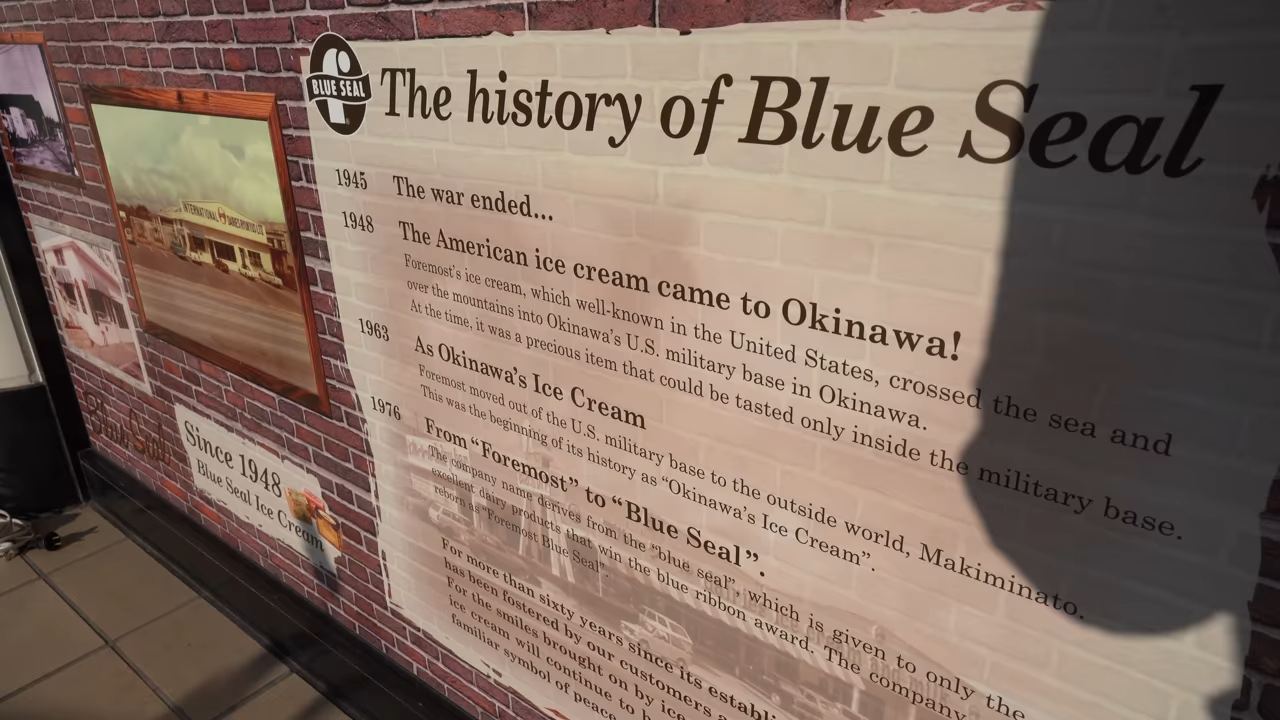 BLUE SEAL
The history of Blue Seal
1945 The war ended...
1948 The American ice cream came to Okinawa!
Foremost's ice cream, which well-known in the United States, crossed the sea and
over the mountains into Okinawa's U.S. military base in Okinawa.
At the time, it was a precious item that could be tasted only inside the military base.
1963 As Okinawa's Ice Cream
Foremost moved out of the U.S. military base to the outside world, Makiminato.
This was the beginning of its history as "Okinawa's Ice Cream".
1976 From "Foremost" to "Blue Seal".
The company name derives from the "blue seal", which is given to only the
excellent dairy products that win the blue ribbon award. The company
reborn as "Foremost Blue Seal".
For more than sixty years since its establi
has been fostered by our customers a
For the smiles brought on by ice
ice cream will continue to b
familiar symbol of peace
INTERNATIONAL
Blue Seal
Since 1948
Blue Seal Ice Cream